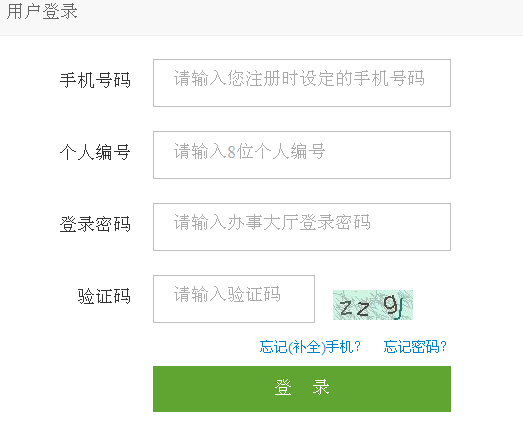 用户登录
手机号码 请输入您注册时设定的手机号码
个人编号 请输入8位个人编号
登录密码 请输入办事大厅登录密码
验证码 请输入验证码
忘记(补全)手机? 忘记密码?
登 录